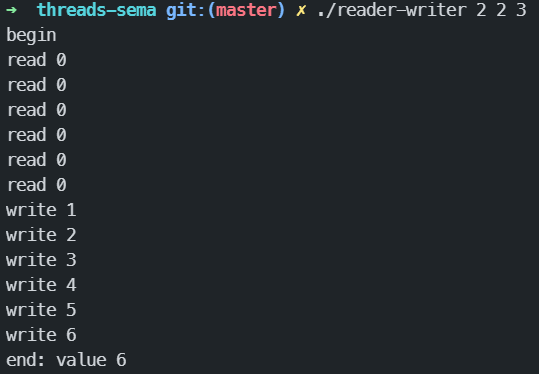 ➜  threads-sema git:(master) ✗ ./reader-writer 2 2 3
begin
read 0
read 0
read 0
read 0
read 0
read 0
write 1
write 2
write 3
write 4
write 5
write 6
end: value 6